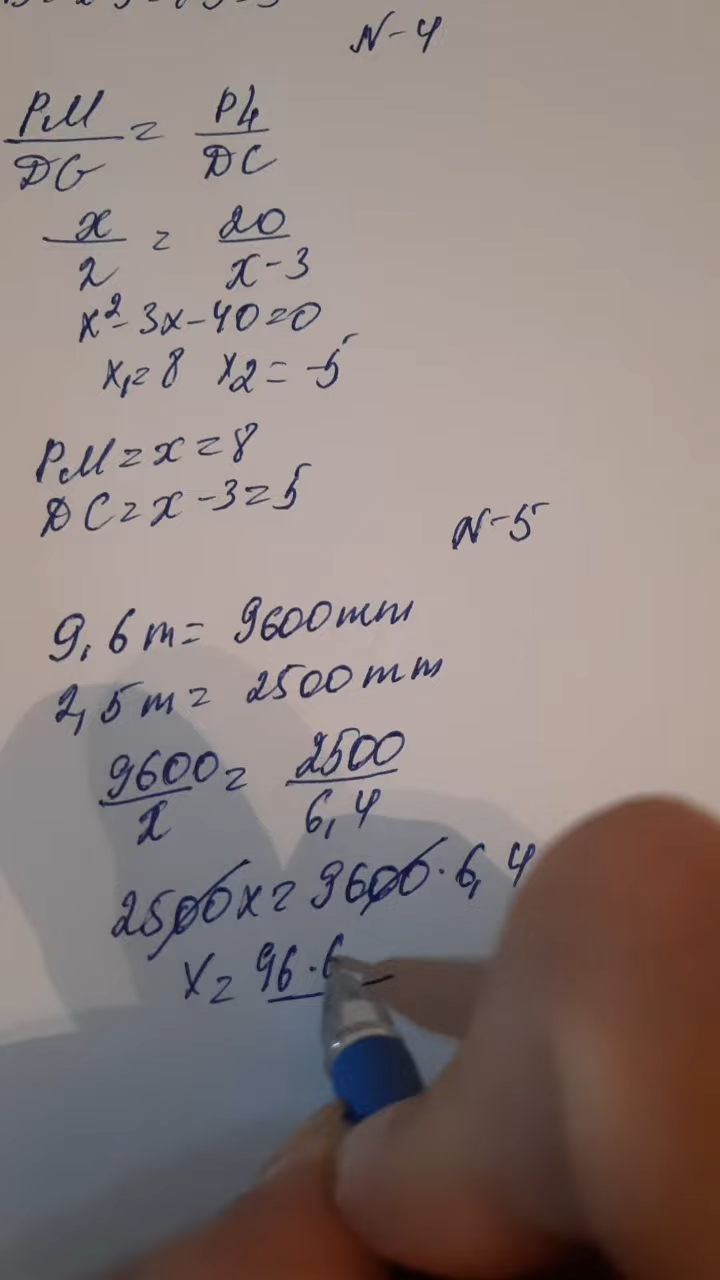 N-4
PM/DG = PL/DC
x/2 = 20/x-3
x²-3x-40=0
x₁=8 x₂=-5
PM=x=8
DC=x-3=5
N-5
9,6m= 9600mm
2,5m= 2500mm
9600/x = 2500/6,4
2500x=9600·6,4
x=96·6